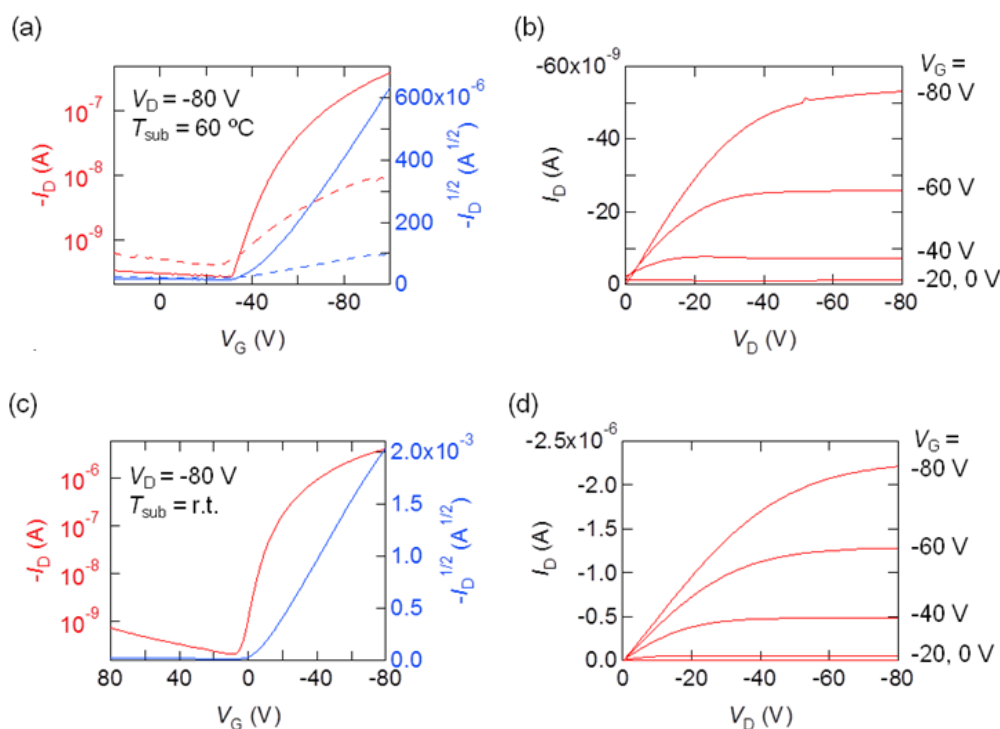 (a)
V_D = -80 V
T_sub = 60 ºC
10^-7
10^-8
10^-9
-I_D (A)
600x10^-6
400
200
0
-I_D^1/2 (A^1/2)
0
-40
-80
V_G (V)
(b)
-60x10^-9
-40
-20
0
I_D (A)
V_G =
-80 V
-60 V
-40 V
-20, 0 V
0
-20
-40
-60
-80
V_D (V)
(c)
V_D = -80 V
T_sub = r.t.
10^-6
10^-7
10^-8
10^-9
-I_D (A)
2.0x10^-3
1.0
0.5
0.0
-I_D^1/2 (A^1/2)
80
40
0
-40
-80
V_G (V)
(d)
-2.5x10^-6
-2.0
-1.5
-1.0
-0.5
0.0
I_D (A)
V_G =
-80 V
-60 V
-40 V
-20, 0 V
0
-20
-40
-60
-80
V_D (V)